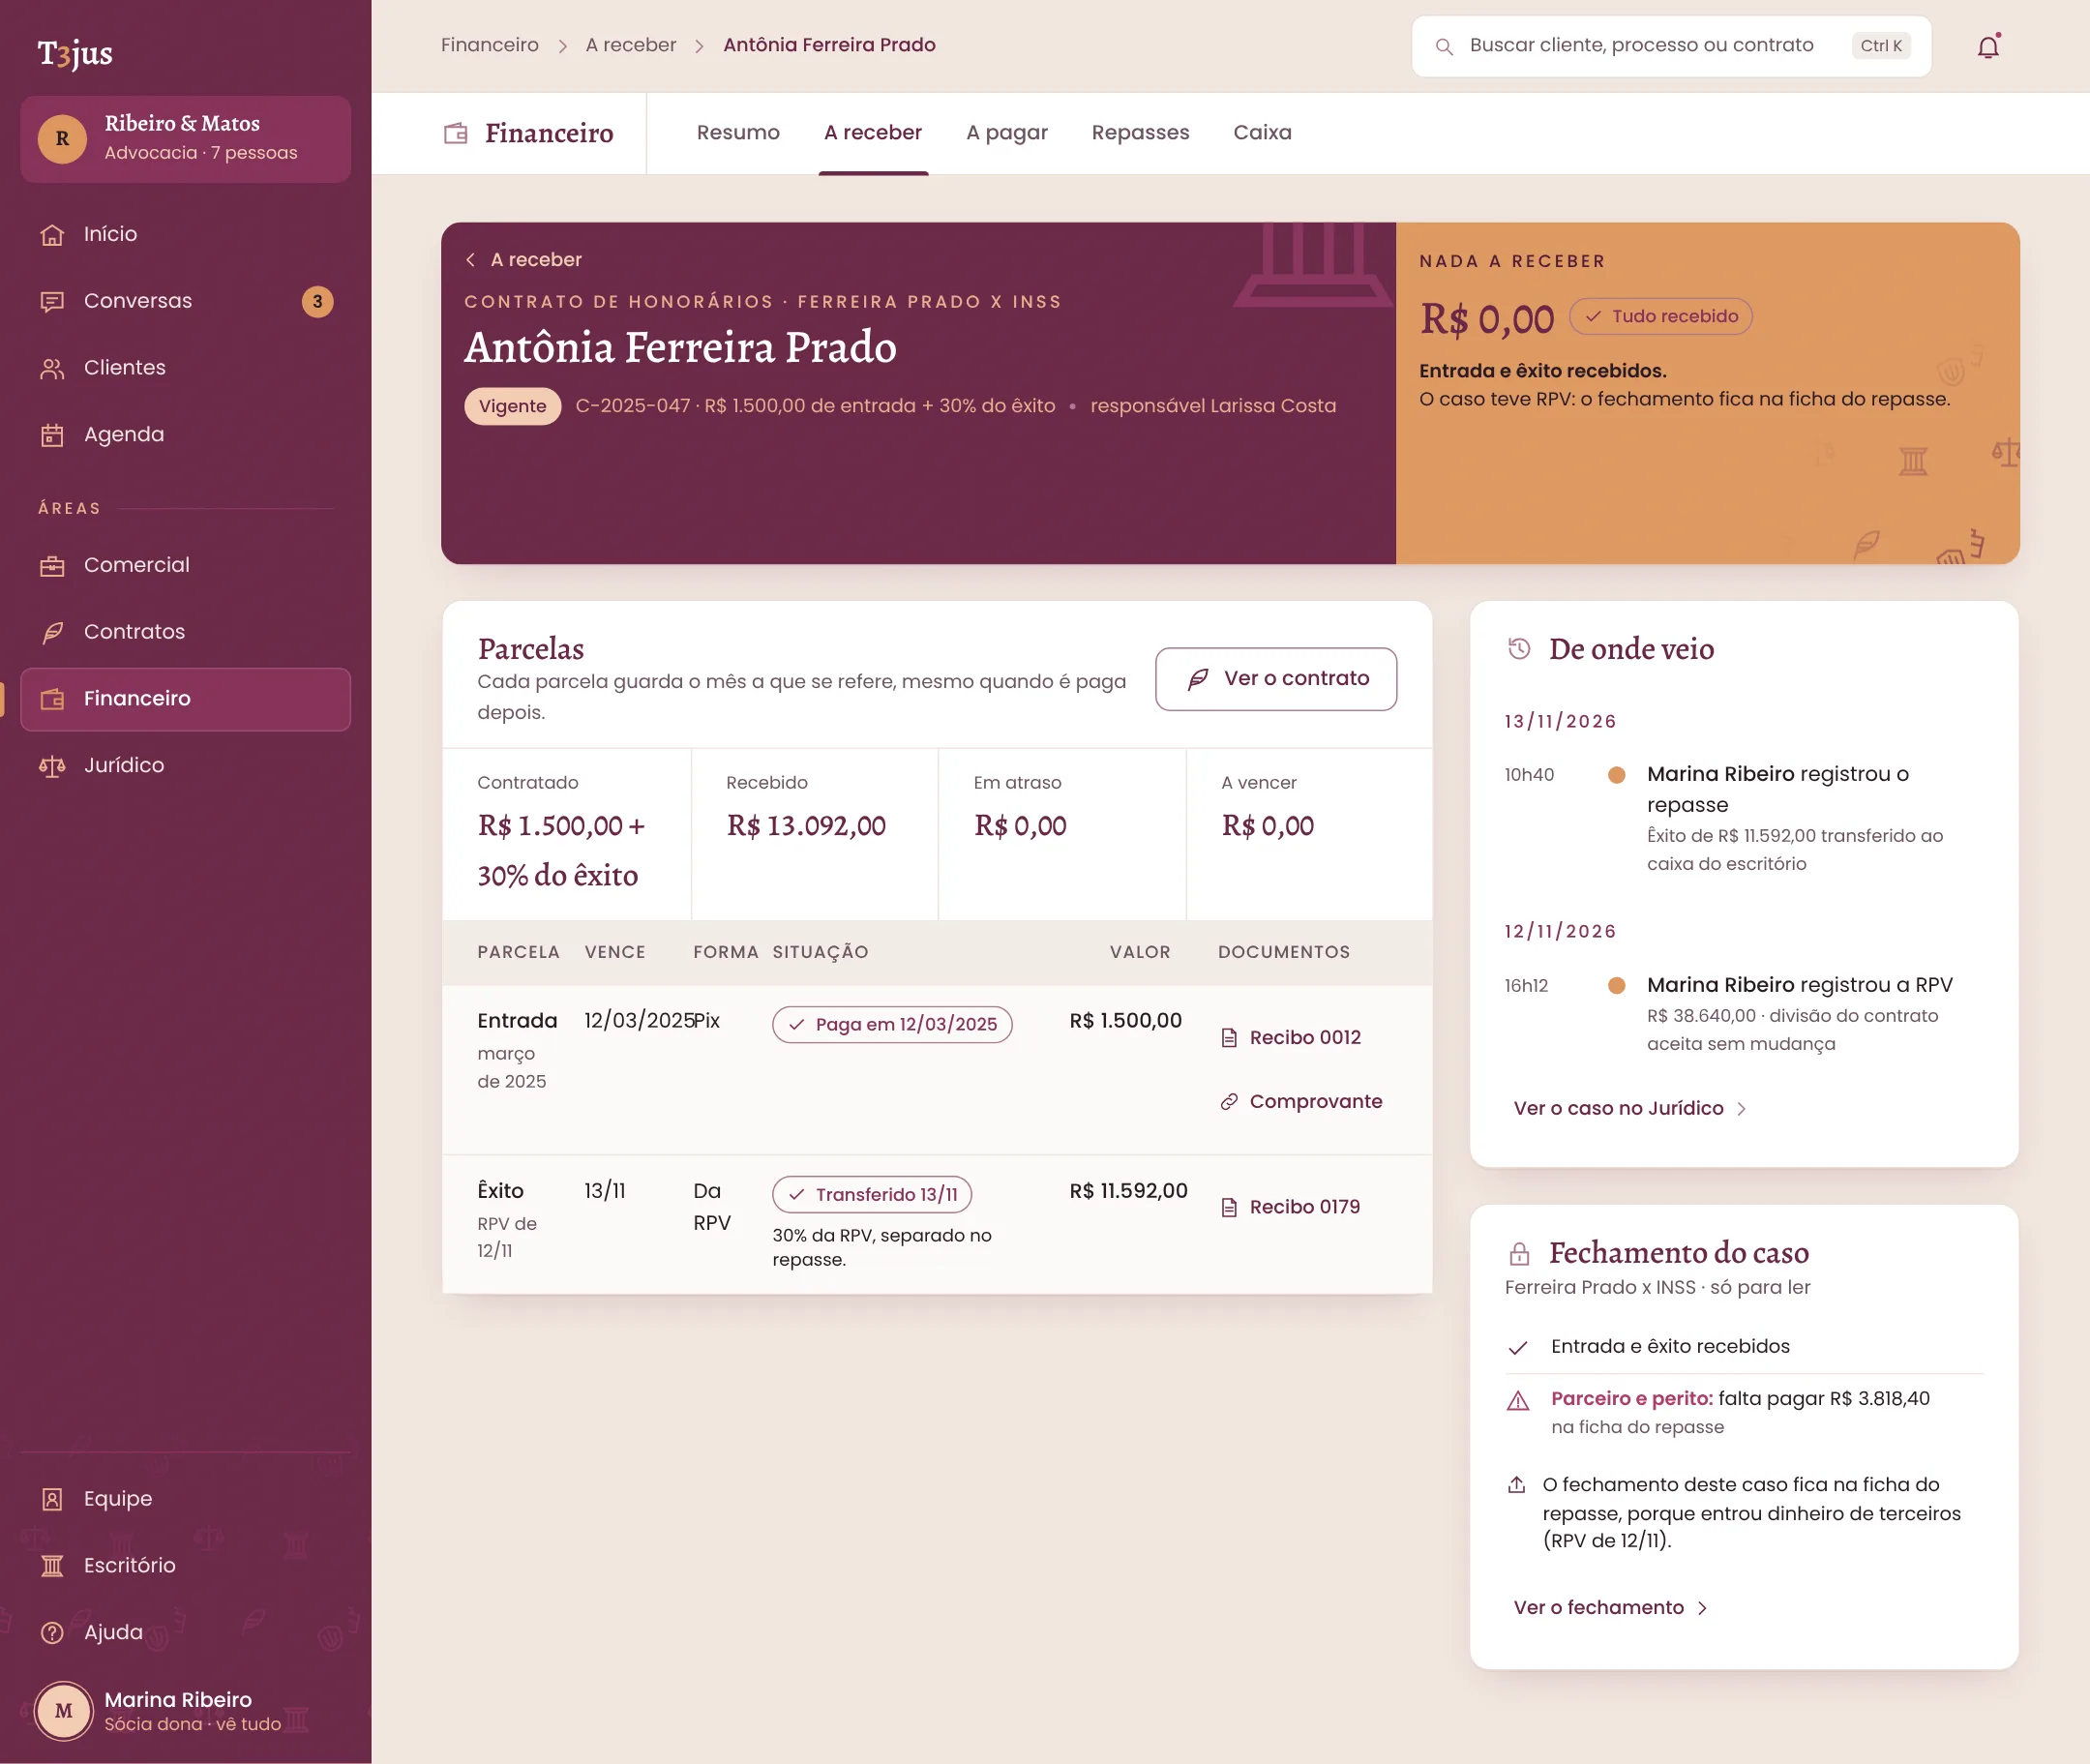 T3jus
R
Ribeiro & Matos
Advocacia · 7 pessoas
Início
Conversas
3
Clientes
Agenda
ÁREAS
Comercial
Contratos
Financeiro
Jurídico
Equipe
Escritório
Ajuda
M
Marina Ribeiro
Sócia dona · vê tudo
Financeiro
A receber
Antônia Ferreira Prado
Buscar cliente, processo ou contrato
Ctrl K
Financeiro
Resumo
A receber
A pagar
Repasses
Caixa
A receber
CONTRATO DE HONORÁRIOS · FERREIRA PRADO X INSS
Antônia Ferreira Prado
Vigente
C-2025-047 · R$ 1.500,00 de entrada + 30% do êxito • responsável Larissa Costa
NADA A RECEBER
R$ 0,00
Tudo recebido
Entrada e êxito recebidos.
O caso teve RPV: o fechamento fica na ficha do repasse.
Parcelas
Cada parcela guarda o mês a que se refere, mesmo quando é paga
depois.
Ver o contrato
Contratado
R$ 1.500,00 +
30% do êxito
Recebido
R$ 13.092,00
Em atraso
R$ 0,00
A vencer
R$ 0,00
PARCELA
VENCE
FORMA
SITUAÇÃO
VALOR
DOCUMENTOS
Entrada
março
de 2025
12/03/2025
Pix
Paga em 12/03/2025
R$ 1.500,00
Recibo 0012
Comprovante
Êxito
RPV de
12/11
13/11
Da
RPV
Transferido 13/11
30% da RPV, separado no
repasse.
R$ 11.592,00
Recibo 0179
De onde veio
13/11/2026
10h40
Marina Ribeiro registrou o
repasse
Êxito de R$ 11.592,00 transferido ao
caixa do escritório
12/11/2026
16h12
Marina Ribeiro registrou a RPV
R$ 38.640,00 · divisão do contrato
aceita sem mudança
Ver o caso no Jurídico
Fechamento do caso
Ferreira Prado x INSS · só para ler
Entrada e êxito recebidos
Parceiro e perito: falta pagar R$ 3.818,40
na ficha do repasse
O fechamento deste caso fica na ficha do
repasse, porque entrou dinheiro de terceiros
(RPV de 12/11).
Ver o fechamento